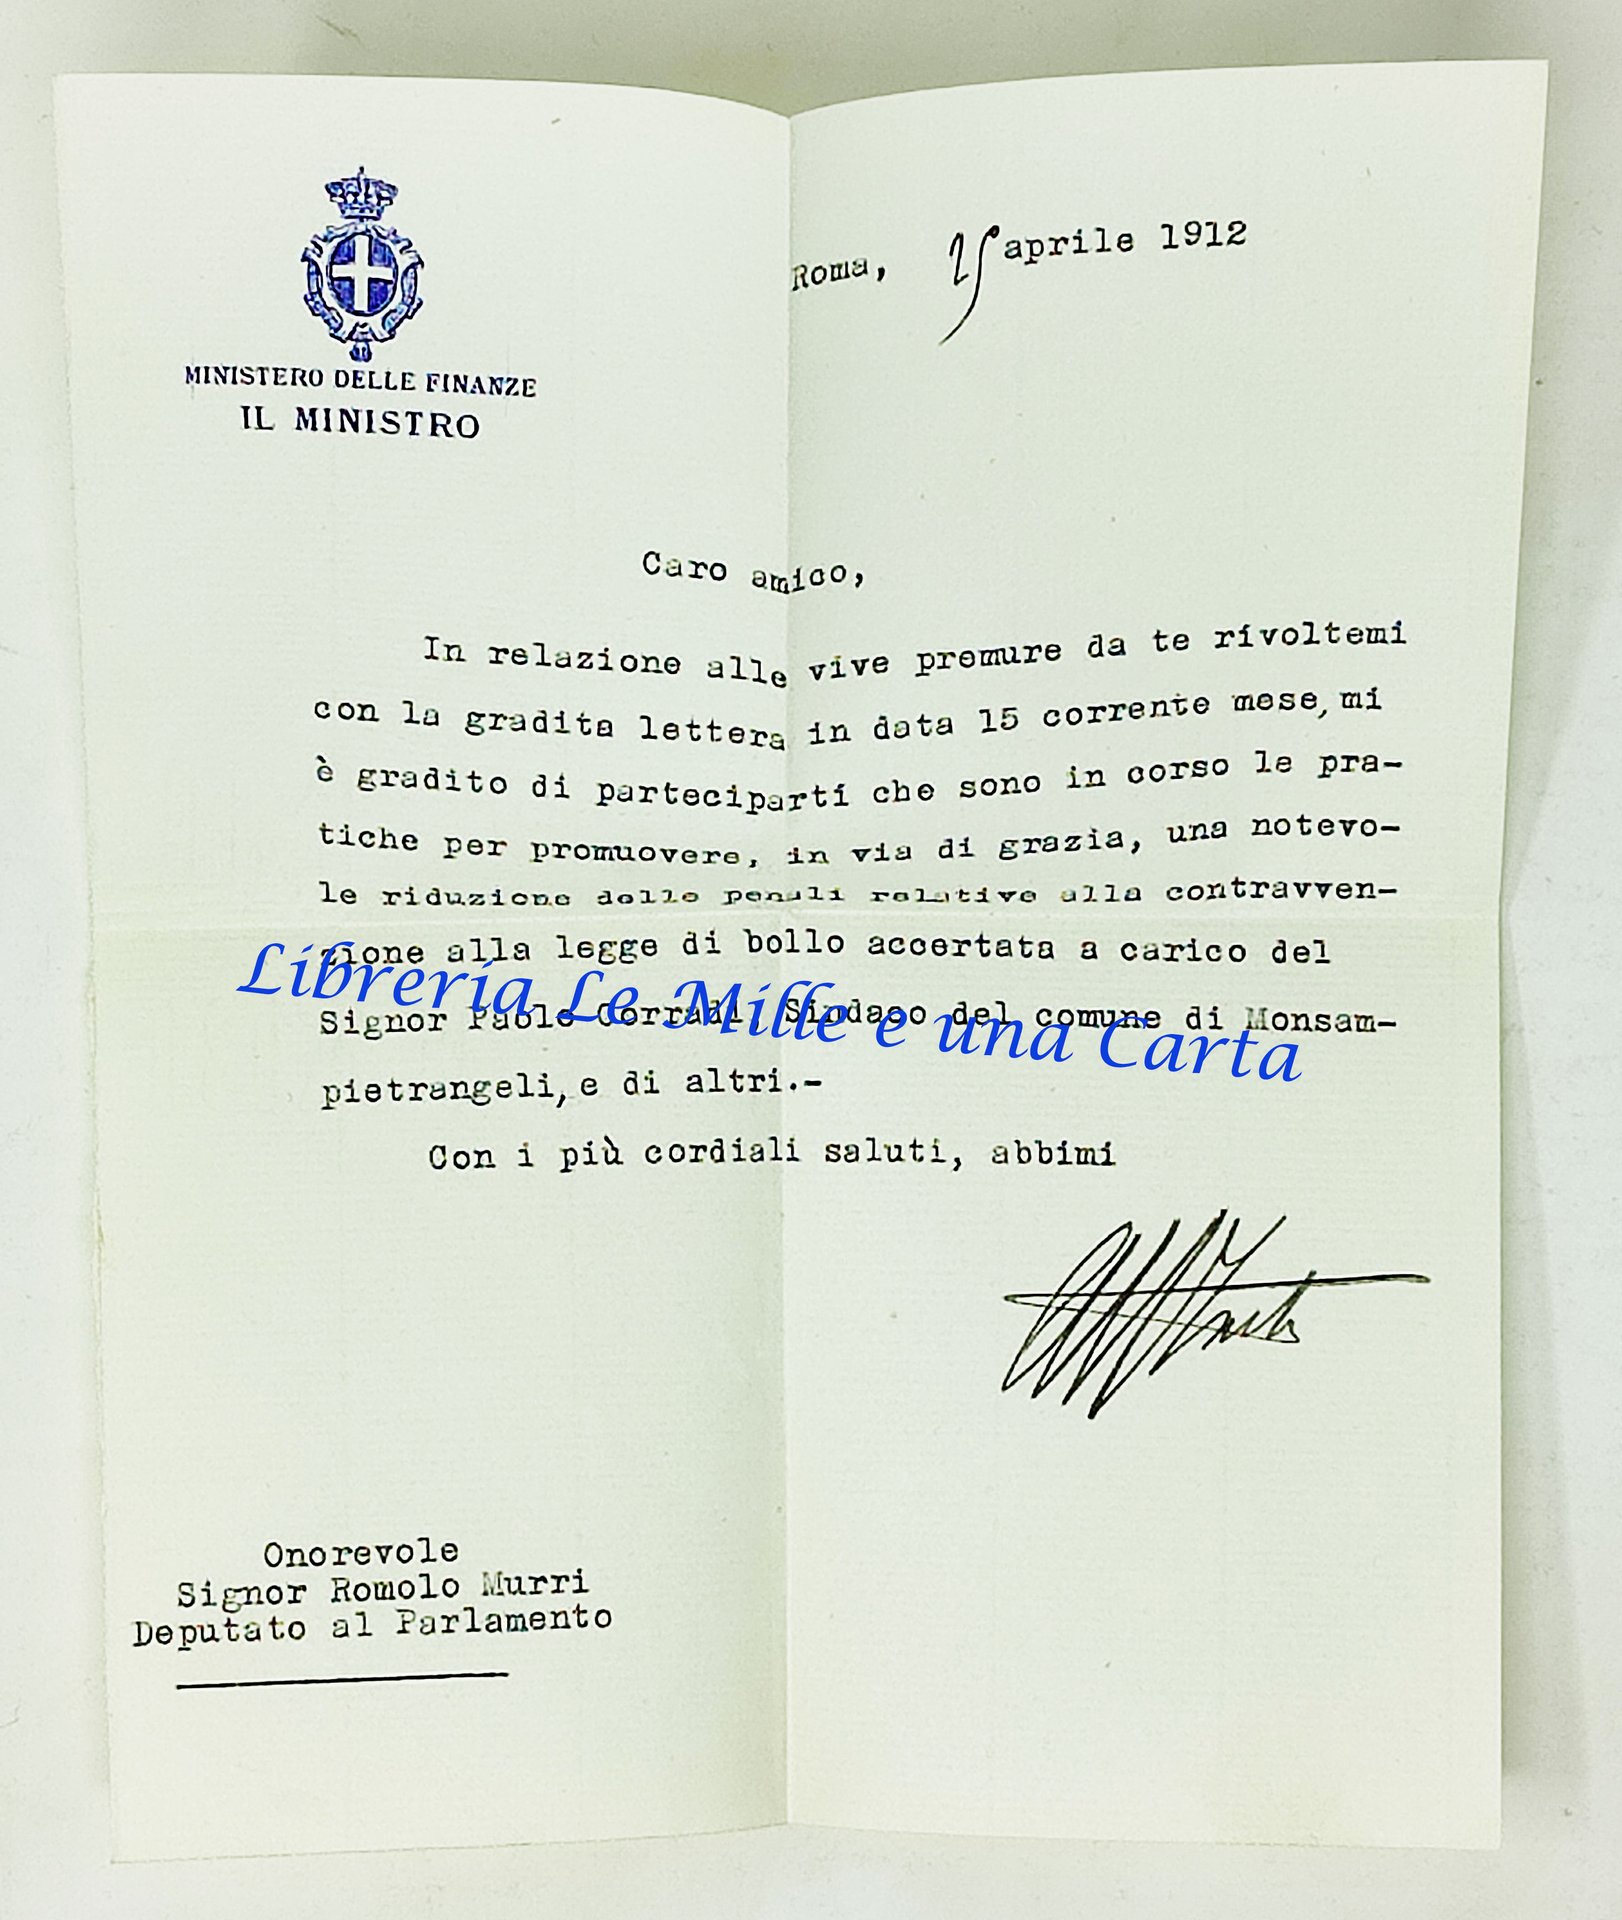 MINISTERO DELLE FINANZE
IL MINISTRO
Roma, 25 aprile 1912
Caro amico,
In relazione alle vive premure da te rivoltemi
con la gradita lettera in data 15 corrente mese, mi
è gradito di parteciparti che sono in corso le pra-
tiche per promuovere, in via di grazia, una notevo-
le riduzione delle penali relative alla contravven-
zione alla legge di bollo accertata a carico del
Signor Paolo Corradi Sindaco del comune di Monsam-
pietrangeli, e di altri.-
Con i più cordiali saluti, abbimi
Onorevole
Signor Romolo Murri
Deputato al Parlamento
Libreria Le Mille e una Carta